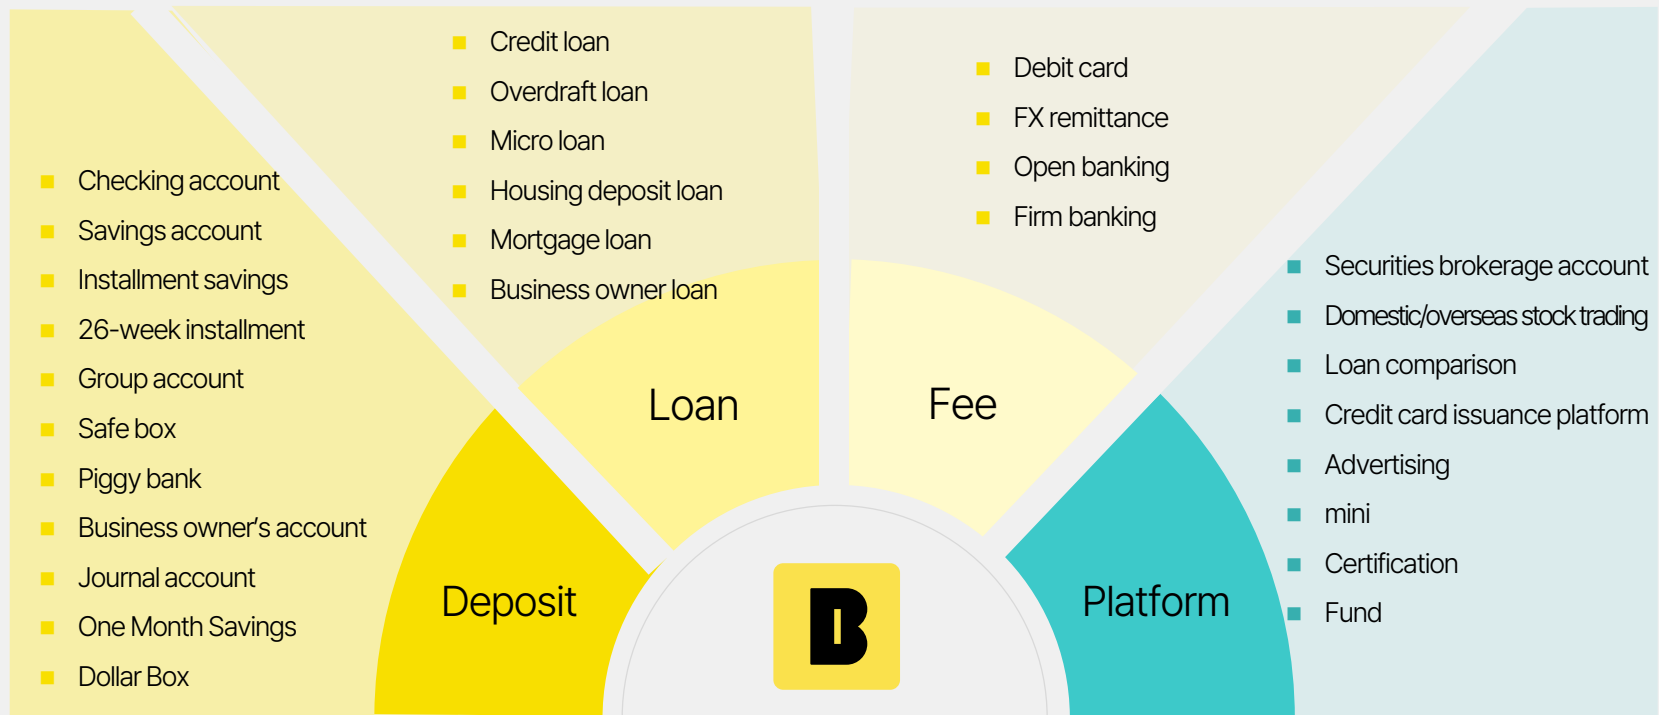 Checking account
Savings account
Installment savings
26-week installment
Group account
Safe box
Piggy bank
Business owner’s account
Journal account
One Month Savings
Dollar Box
Deposit
Credit loan
Overdraft loan
Micro loan
Housing deposit loan
Mortgage loan
Business owner loan
Loan
Debit card
FX remittance
Open banking
Firm banking
Fee
Securities brokerage account
Domestic/overseas stock trading
Loan comparison
Credit card issuance platform
Advertising
mini
Certification
Fund
Platform
B